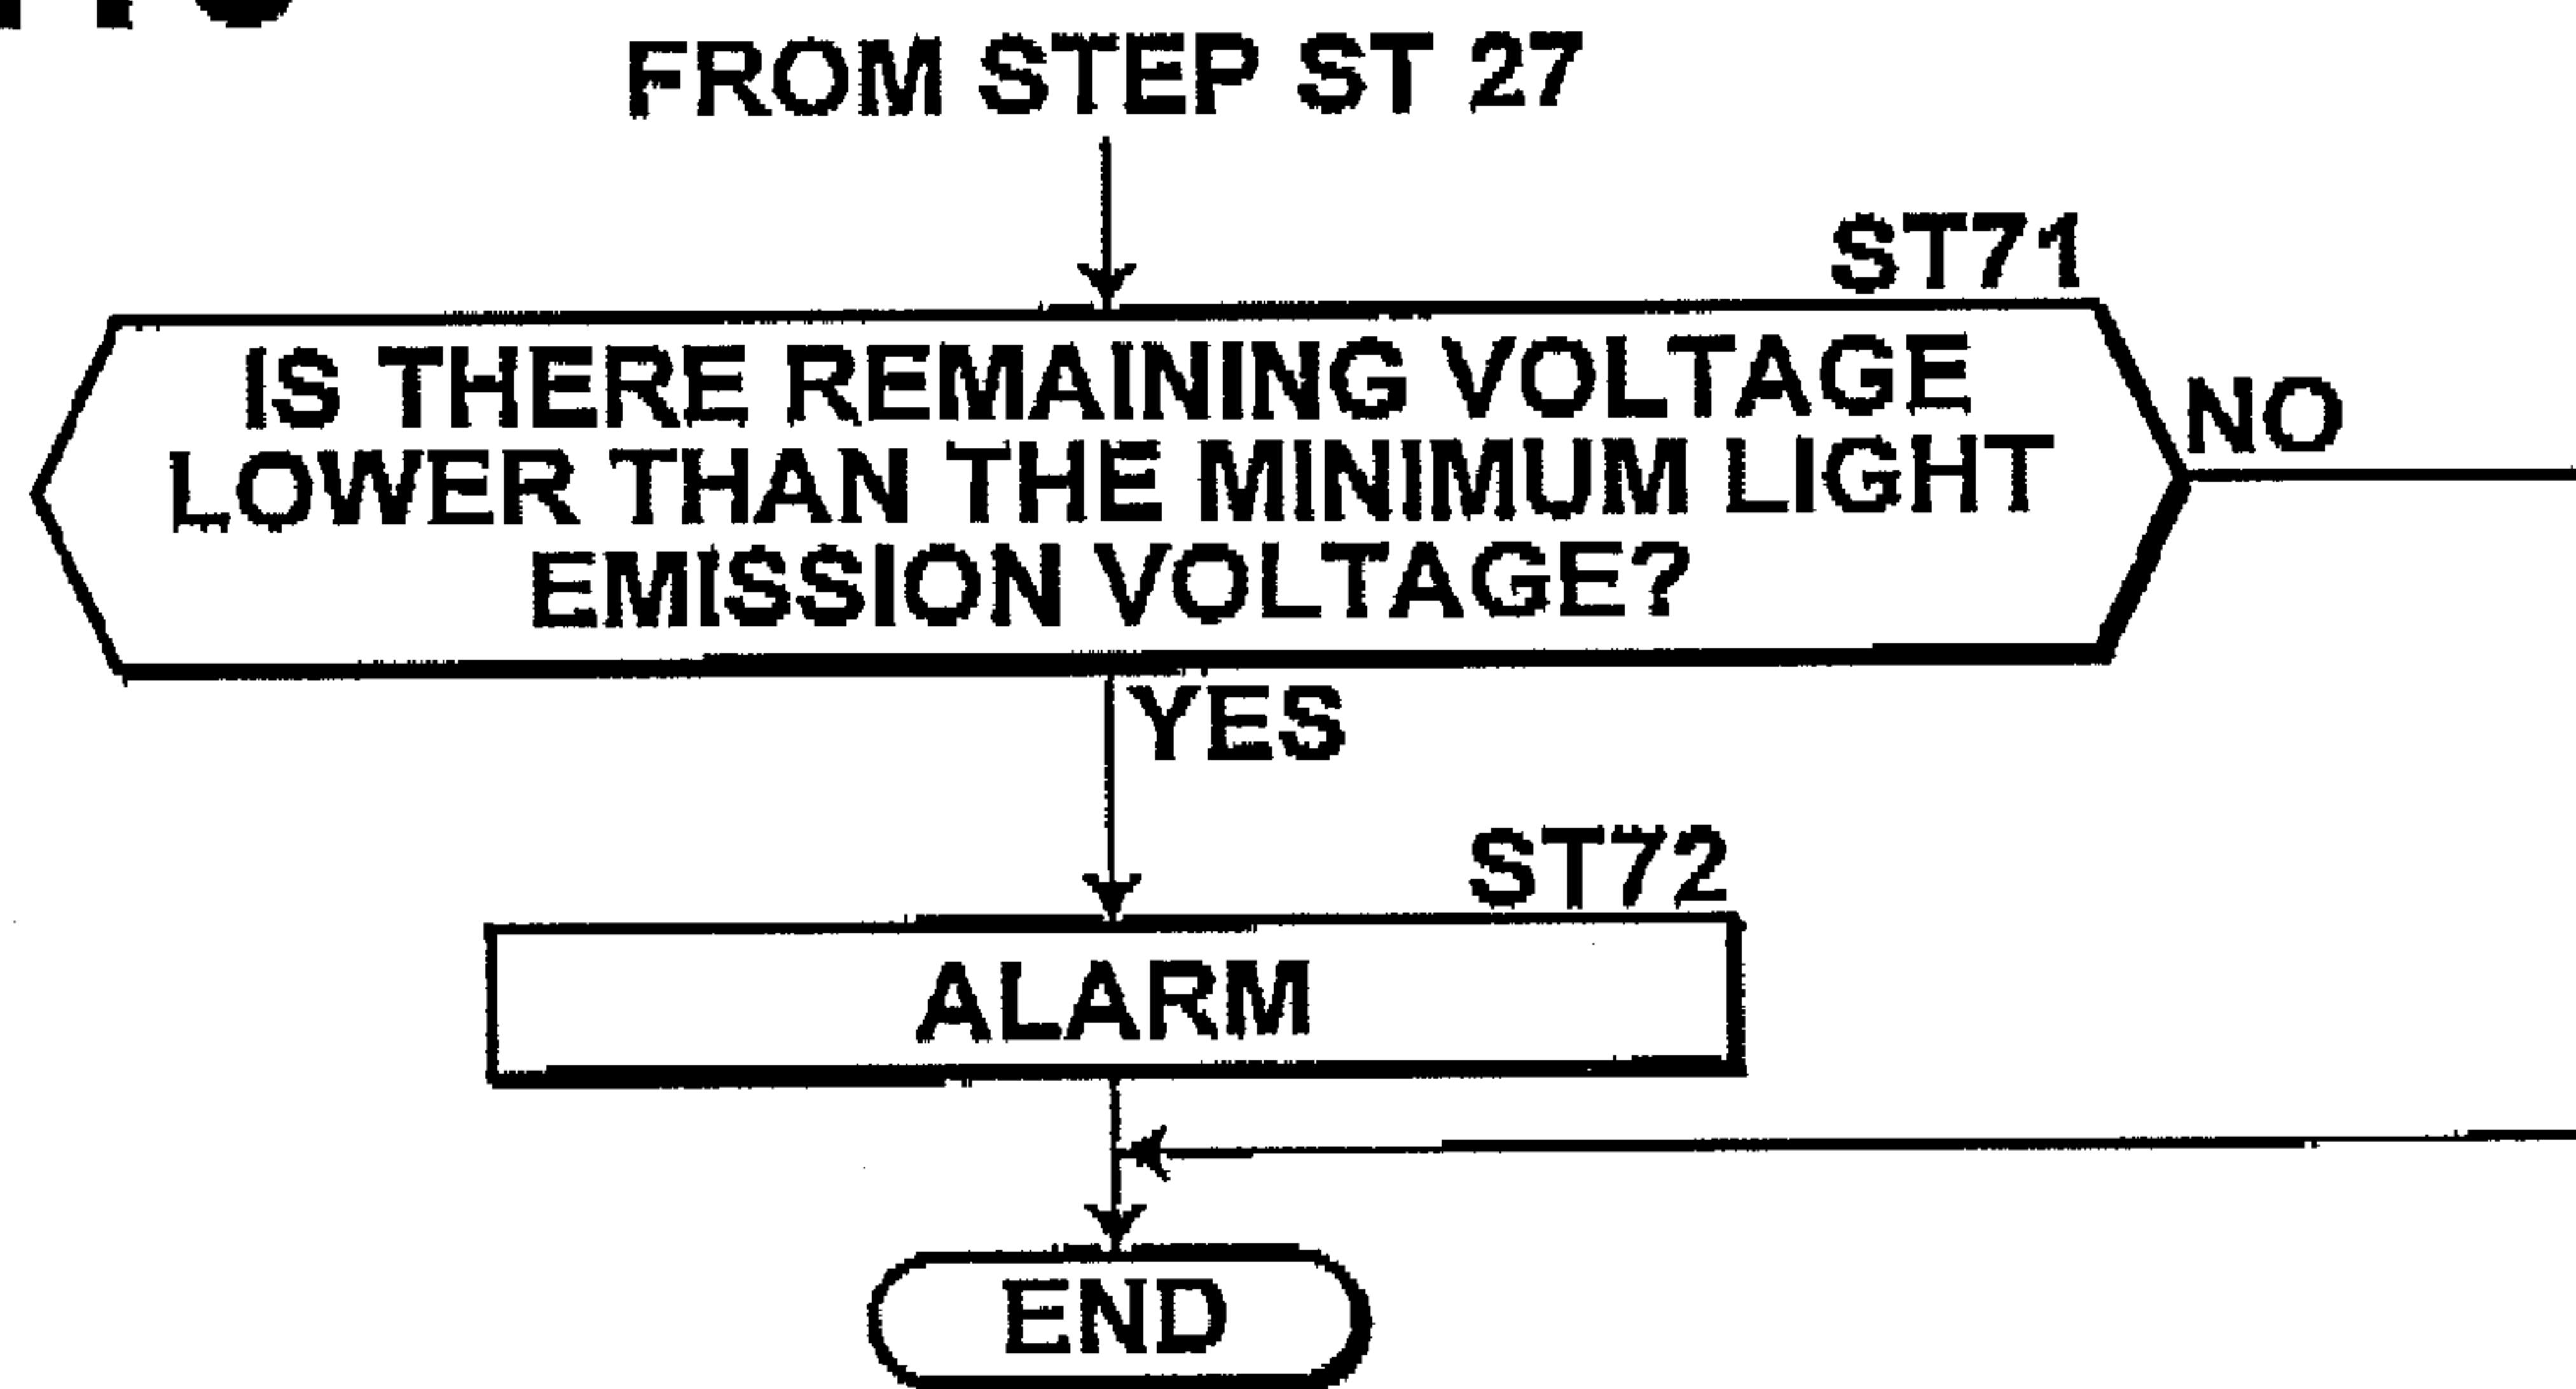 FROM STEP ST 27
ST71
IS THERE REMAINING VOLTAGE
LOWER THAN THE MINIMUM LIGHT
EMISSION VOLTAGE?
NO
YES
ST72
ALARM
END